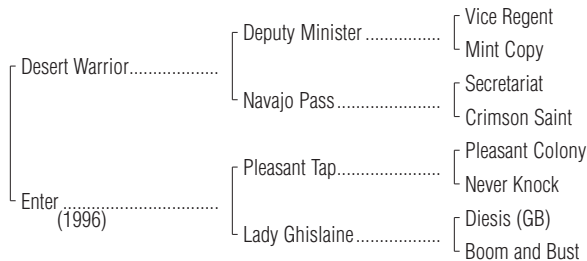 Vice Regent
Deputy Minister ..................
Mint Copy
Desert Warrior.....................
Secretariat
Navajo Pass .......................
Crimson Saint
Pleasant Colony
Pleasant Tap.......................
Never Knock
Enter .....................................
(1996)
Diesis (GB)
Lady Ghislaine....................
Boom and Bust